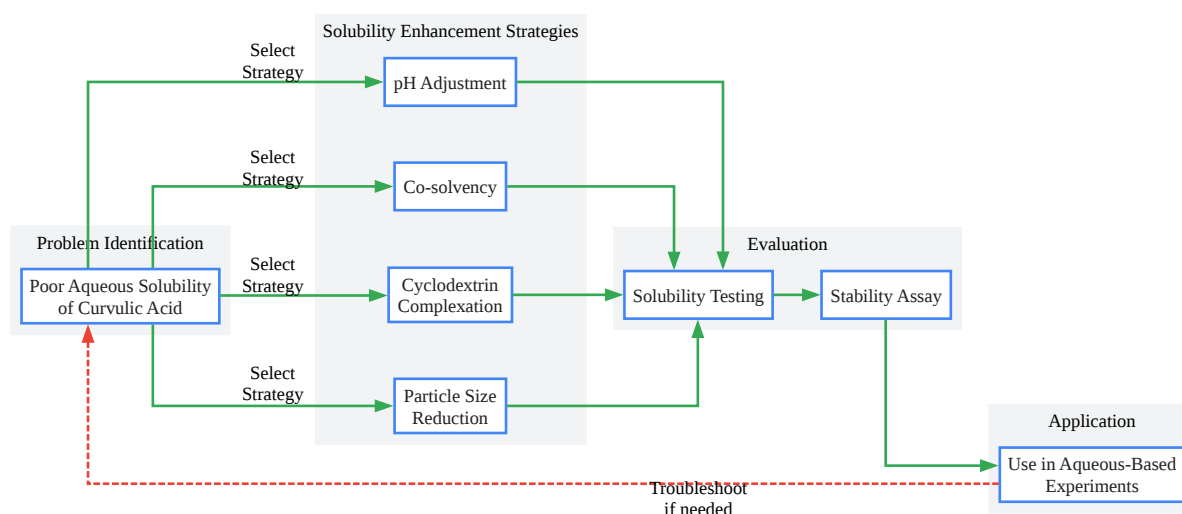 Solubility Enhancement Strategies
Select
Strategy
pH Adjustment
Select
Strategy
Co-solvency
Problem Identification
Poor Aqueous Solubility
of Curvulic Acid
Select
Strategy
Cyclodextrin
Complexation
Evaluation
Solubility Testing
Stability Assay
Select
Strategy
Particle Size
Reduction
Application
Use in Aqueous-Based
Experiments
Troubleshoot
if needed